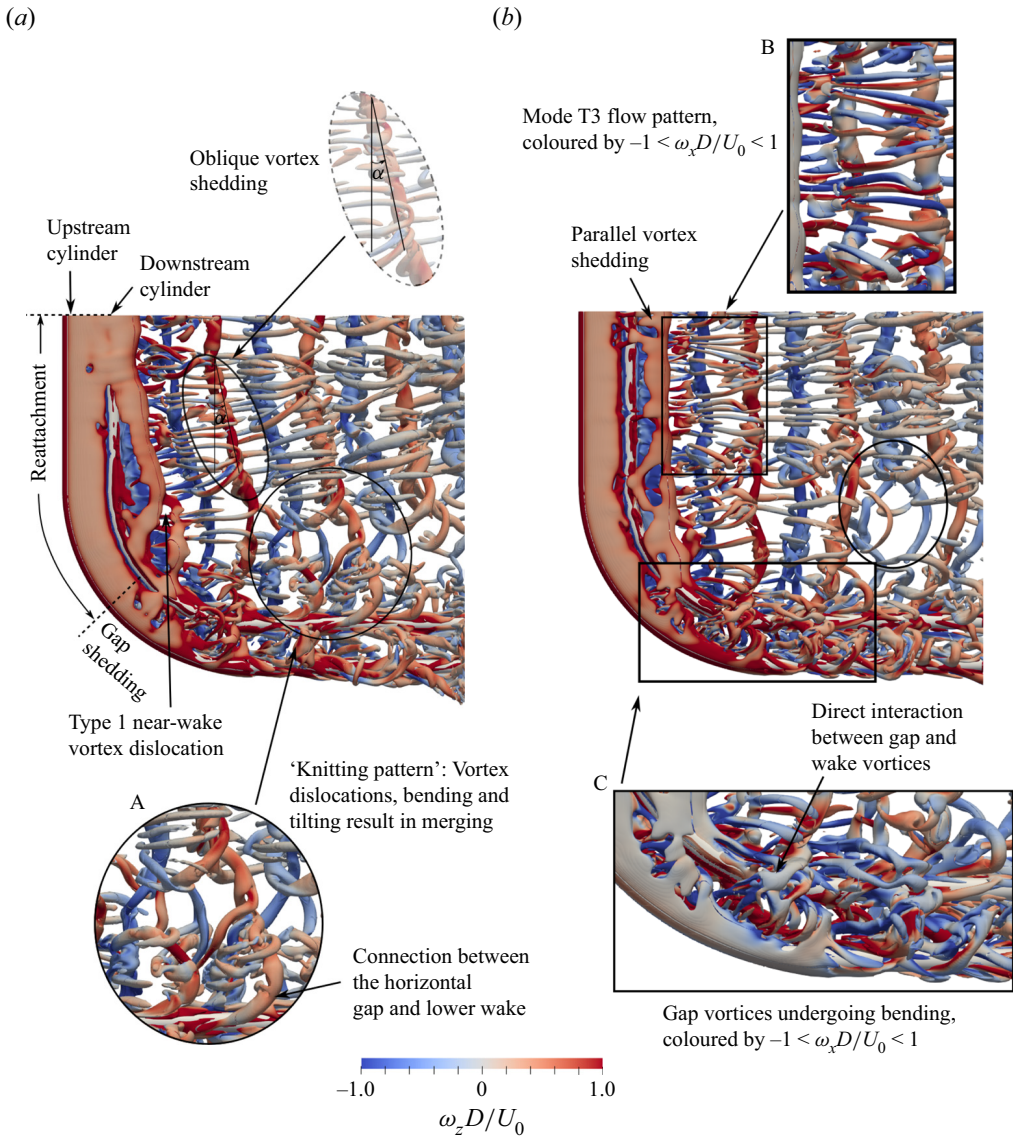 (a)
(b)
B
Mode T3 flow pattern,
coloured by –1 < ωₓD/U₀ < 1
Oblique vortex
shedding
α
Upstream
cylinder
Downstream
cylinder
Parallel vortex
shedding
α
Reattachment
Gap
shedding
Type 1 near-wake
vortex dislocation
Direct interaction
between gap and
wake vortices
‘Knitting pattern’: Vortex
dislocations, bending and
tilting result in merging
A
C
Connection between
the horizontal
gap and lower wake
Gap vortices undergoing bending,
coloured by –1 < ωₓD/U₀ < 1
–1.0
0
1.0
ω_zD/U₀